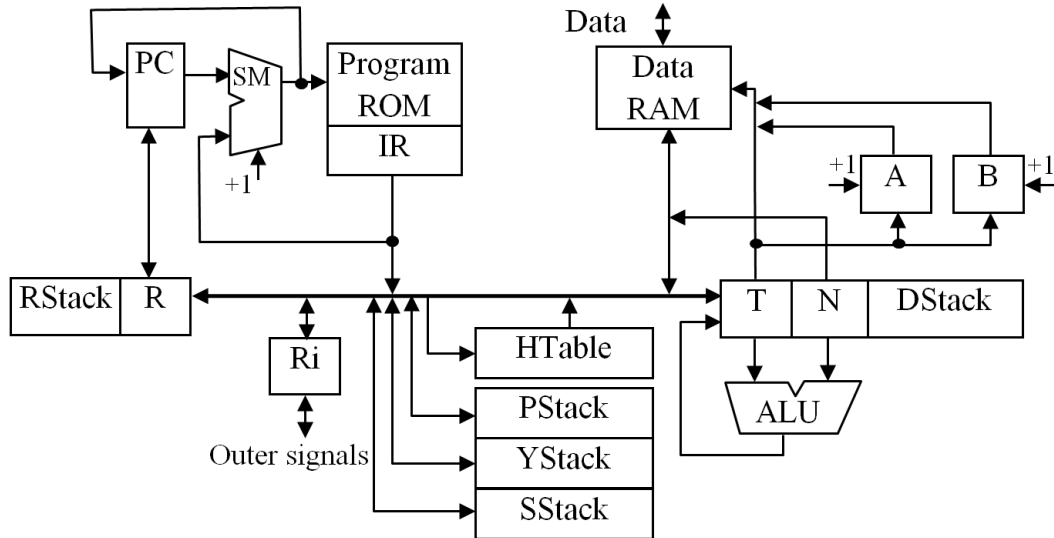 Data
PC
SM
Program
ROM
IR
+1
Data
RAM
+1
A
B
+1
RStack
R
T
N
DStack
Ri
HTable
Outer signals
PStack
YStack
SStack
ALU